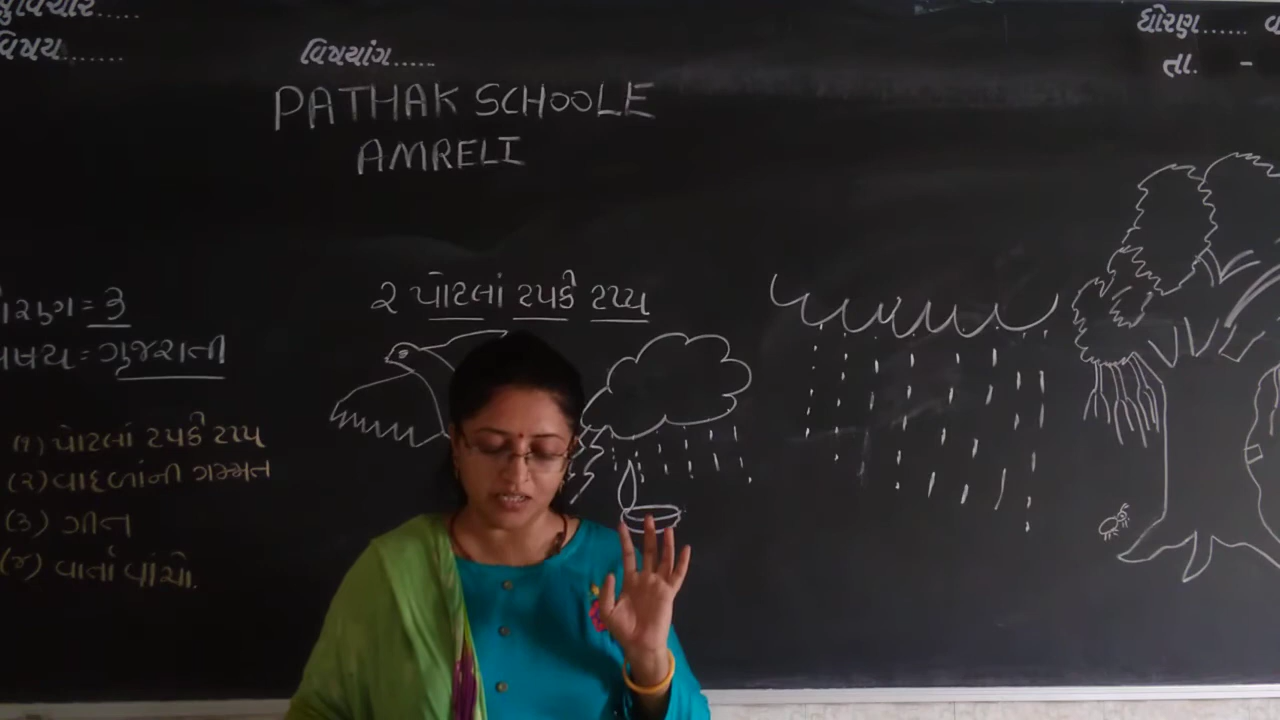 સુવિચાર.....
વિષય.......
વિષયાંગ.....
ધોરણ......
તા. -
PATHAK SCHOOLE
AMRELI
ધોરણ = ૩
વિષય = ગુજરાતી
૨ પોટલાં ટપકે ટપ્પ
(૧) પોટલાં ટપકે ટપ્પ
(૨) વાદળાંની ગમ્મત
(૩) ગીત
(૪) વાર્તા વાંચો.